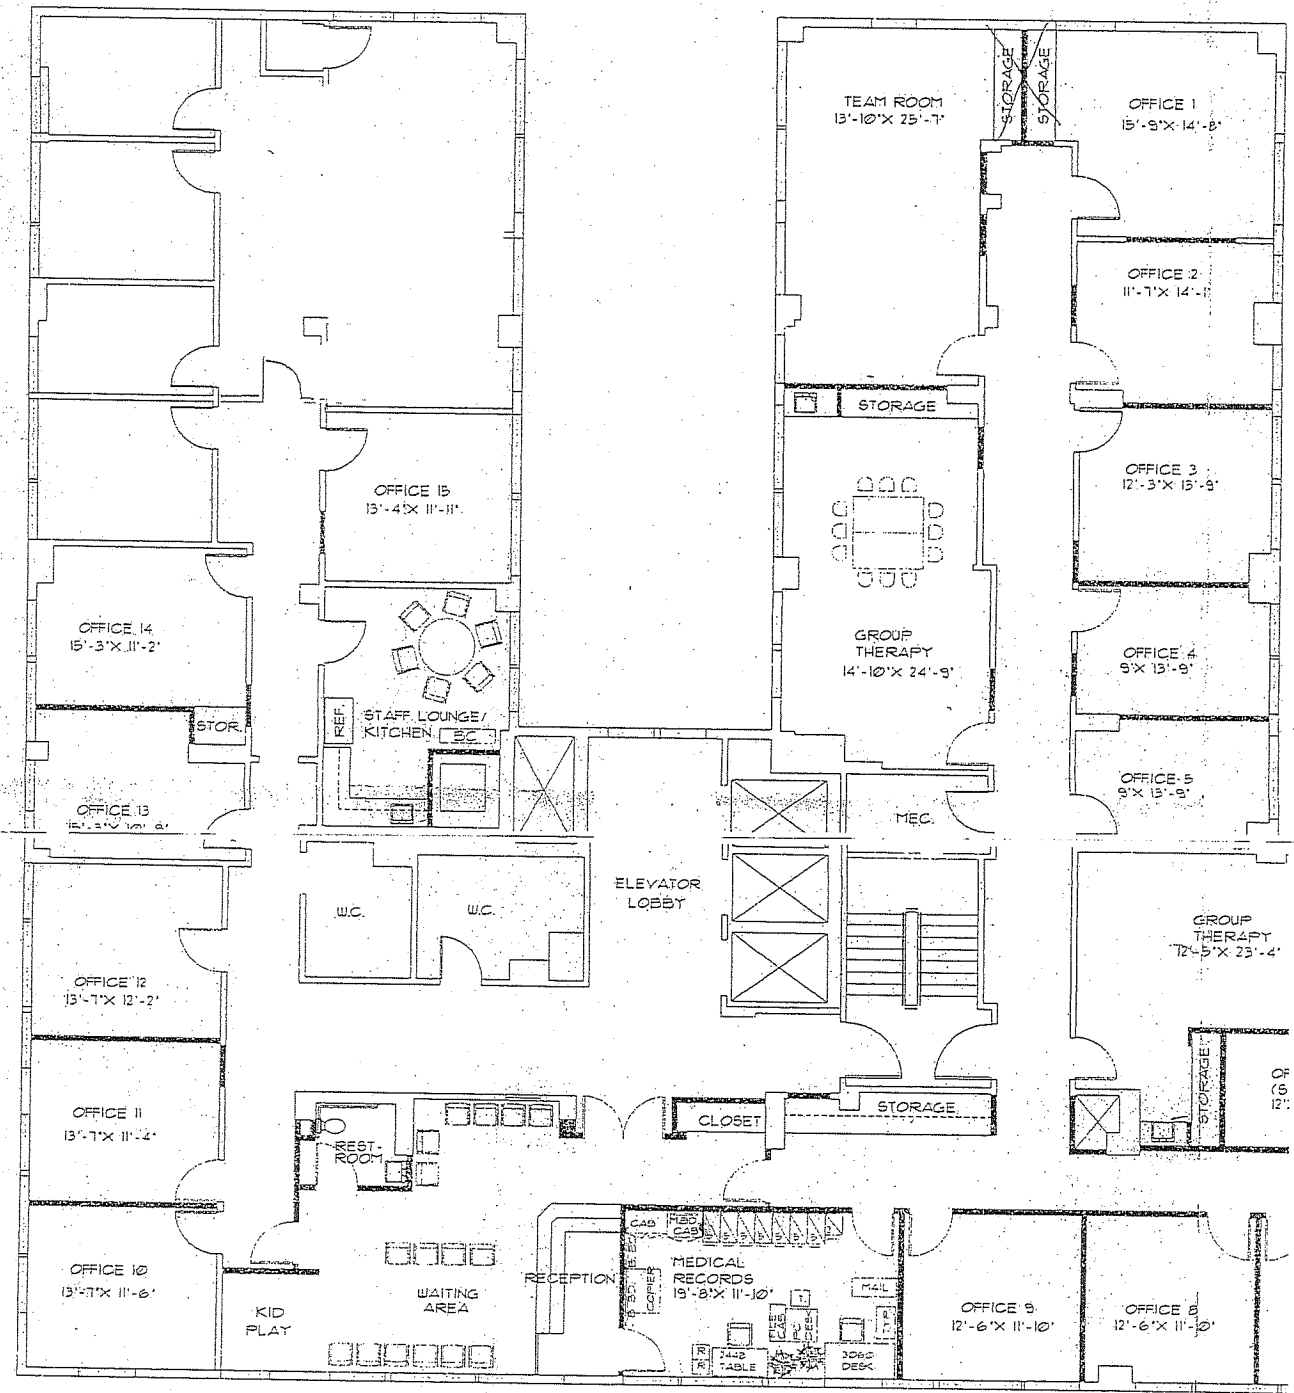 TEAM ROOM
13'-10"X 25'-7"
STORAGE
STORAGE
OFFICE 1
15'-9"X 14'-8"
OFFICE 2
11'-7"X 14'-1"
STORAGE
OFFICE 3
12'-3"X 13'-9"
OFFICE 15
13'-4"X 11'-11"
OFFICE 14
15'-3"X 11'-2"
GROUP
THERAPY
14'-10"X 24'-9"
OFFICE 4
9'X 13'-9"
STOR.
REF.
STAFF LOUNGE/
KITCHEN
OFFICE 5
9'X 13'-9"
OFFICE 13
MEC.
W.C.
W.C.
ELEVATOR
LOBBY
GROUP
THERAPY
12'-5"X 23'-4"
OFFICE 12
13'-7"X 12'-2"
STORAGE
OFFICE 11
13'-7"X 11'-4"
REST-
ROOM
CLOSET
STORAGE
OFFICE 10
13'-7"X 11'-6"
KID
PLAY
WAITING
AREA
RECEPTION
CAB
MED
CAB
COPIER
MEDICAL
RECORDS
19'-8"X 11'-10"
MAIL
FILE
CAB
PC
DESK
TYP.
TABLE
3060
DESK
OFFICE 9
12'-6"X 11'-10"
OFFICE 8
12'-6"X 11'-10"